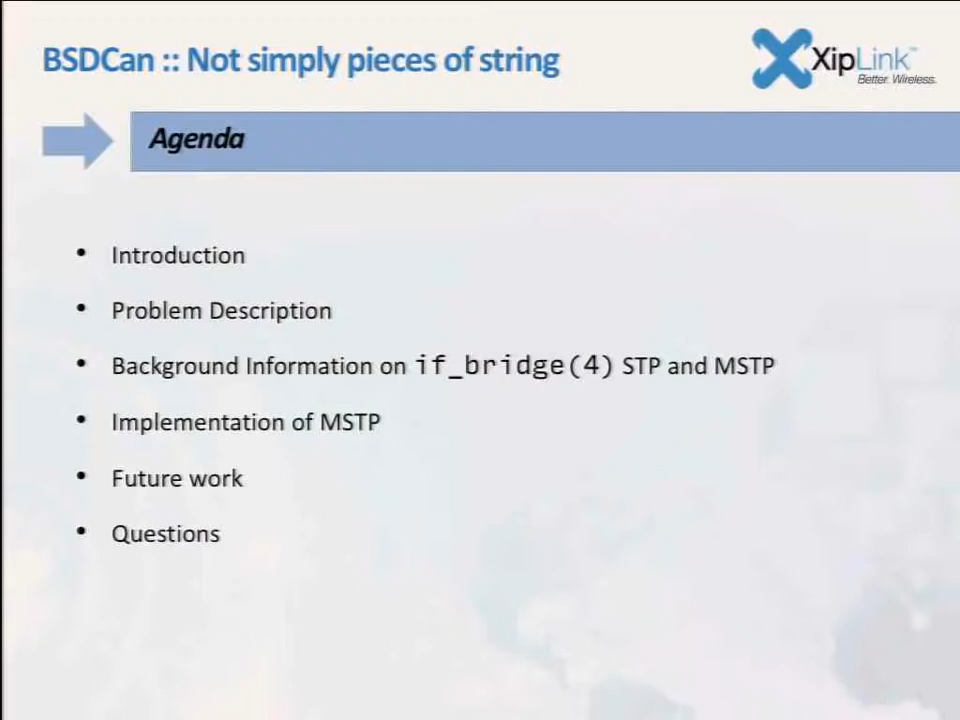 BSDCan :: Not simply pieces of string
XipLink™
Better. Wireless.
Agenda
• Introduction
• Problem Description
• Background Information on if_bridge(4) STP and MSTP
• Implementation of MSTP
• Future work
• Questions